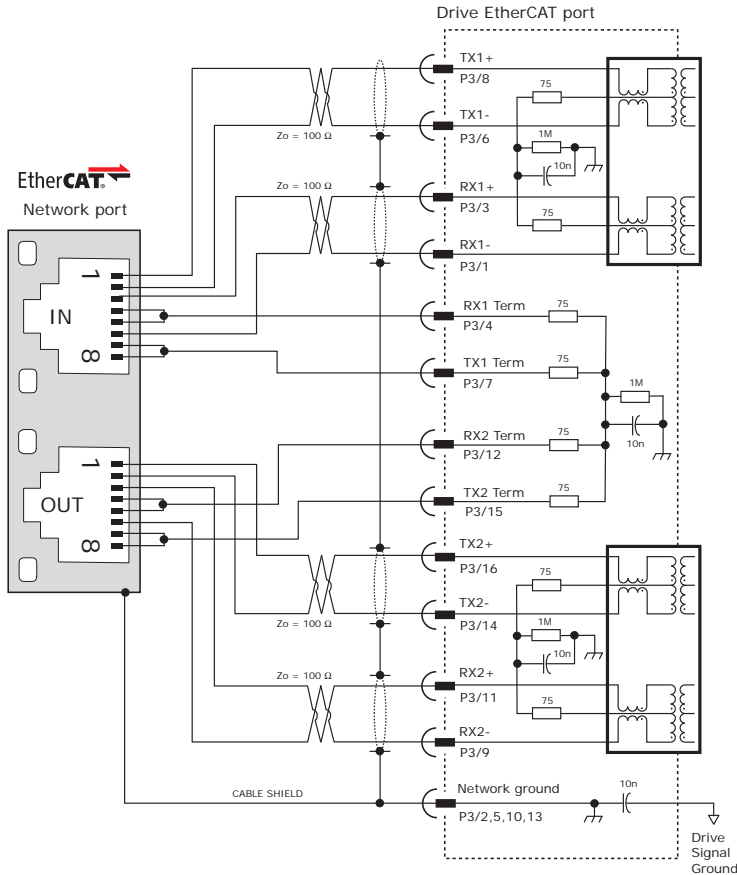 Drive EtherCAT port
TX1+
P3/8
75
TX1-
P3/6
1M
10n
Zo = 100 Ω
EtherCAT®
Network port
Zo = 100 Ω
RX1+
P3/3
75
RX1-
P3/1
1
IN
8
RX1 Term
P3/4
75
TX1 Term
P3/7
75
1M
10n
RX2 Term
P3/12
75
1
OUT
8
TX2 Term
P3/15
75
TX2+
P3/16
75
TX2-
P3/14
1M
10n
Zo = 100 Ω
Zo = 100 Ω
RX2+
P3/11
75
RX2-
P3/9
CABLE SHIELD
Network ground
P3/2,5,10,13
10n
Drive
Signal
Ground